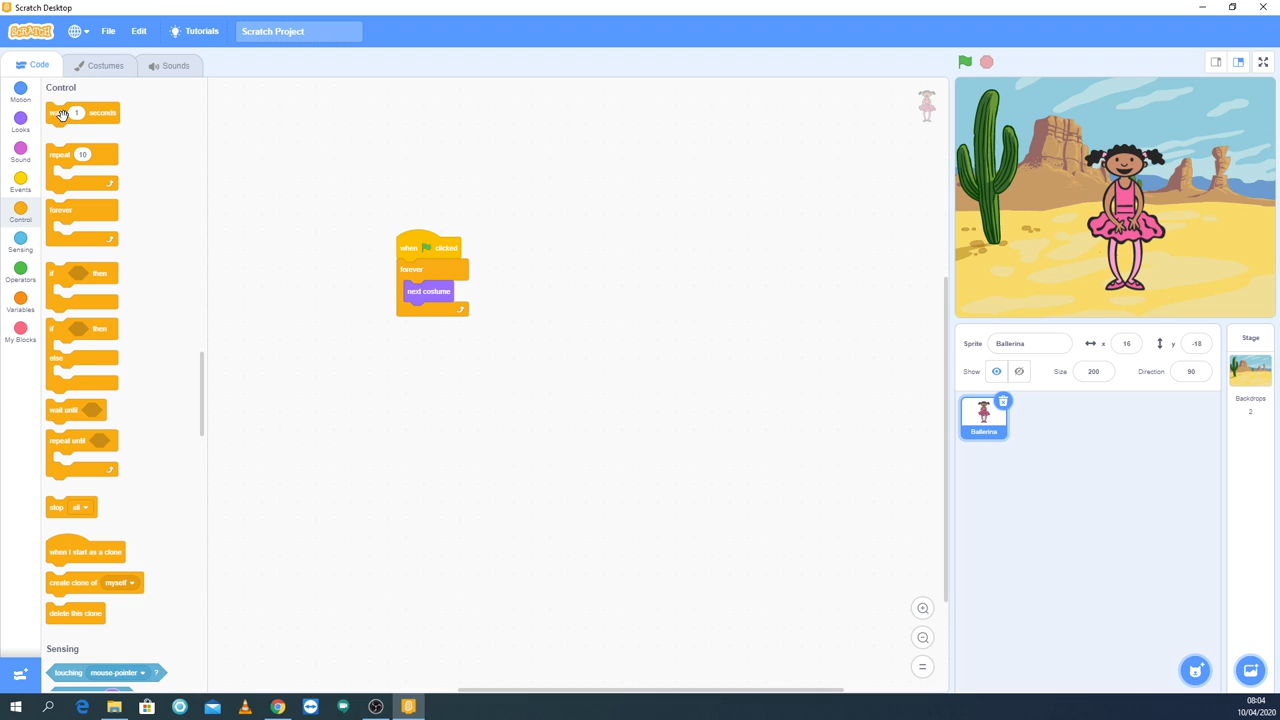 Scratch Desktop
SCRATCH File Edit Tutorials Scratch Project
Code Costumes Sounds
Motion
Looks
Sound
Events
Control
Sensing
Operators
Variables
My Blocks
Control
1 seconds
repeat 10
forever
if then
if then
else
wait until
repeat until
stop all
when I start as a clone
create clone of myself
delete this clone
Sensing
touching mouse-pointer ?
when clicked
forever
next costume
Sprite Ballerina x 16 y -18
Show Size 200 Direction 90
Ballerina
Stage
Backdrops
2
08:04
10/04/2020